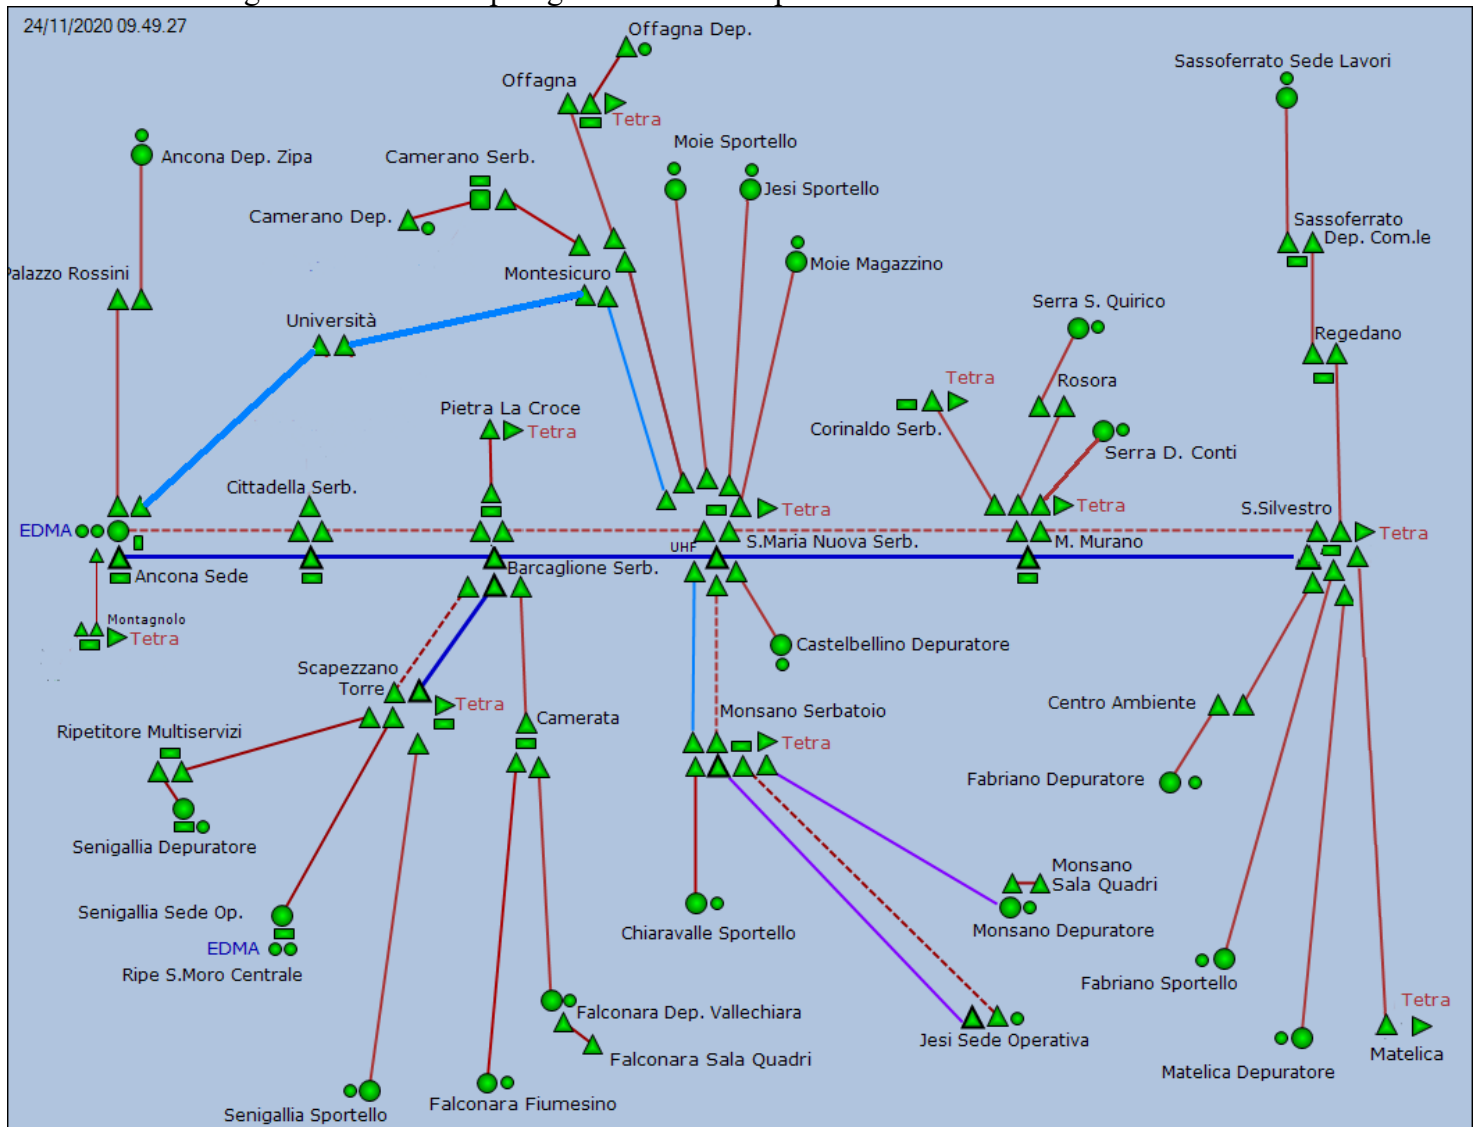 24/11/2020 09.49.27
Offagna Dep.
Sassoferrato Sede Lavori
Offagna
Tetra
Moie Sportello
Ancona Dep. Zipa
Camerano Serb.
Jesi Sportello
Camerano Dep.
Sassoferrato
Dep. Com.le
Palazzo Rossini
Montesicuro
Moie Magazzino
Serra S. Quirico
Università
Regedano
Tetra
Rosora
Pietra La Croce
Tetra
Corinaldo Serb.
Serra D. Conti
Cittadella Serb.
Tetra
Tetra
S.Silvestro
EDMA
Tetra
UHF
S.Maria Nuova Serb.
M. Murano
Ancona Sede
Barcaglione Serb.
Montagnolo
Tetra
Castelbellino Depuratore
Scapezzano
Torre
Tetra
Centro Ambiente
Monsano Serbatoio
Camerata
Ripetitore Multiservizi
Tetra
Fabriano Depuratore
Senigallia Depuratore
Monsano
Sala Quadri
Senigallia Sede Op.
Chiaravalle Sportello
Monsano Depuratore
EDMA
Ripe S.Moro Centrale
Fabriano Sportello
Tetra
Falconara Dep. Vallechiara
Jesi Sede Operativa
Matelica
Falconara Sala Quadri
Matelica Depuratore
Falconara Fiumesino
Senigallia Sportello